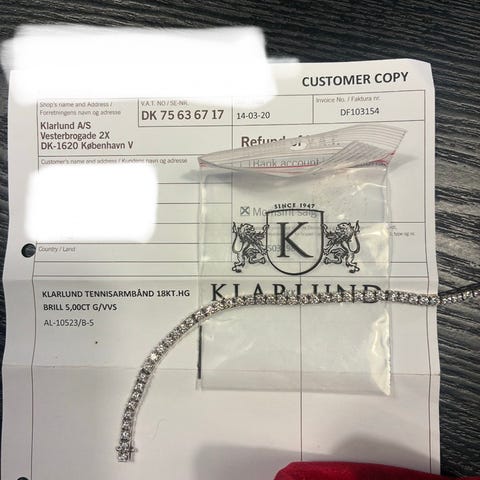 CUSTOMER COPY
Shop's name and Address /
Forretningens navn og adresse
V.A.T. NO / SE-NR.
Invoice No. / Faktura nr.
Klarlund A/S
Vesterbrogade 2X
DK-1620 København V
DK 75 63 67 17
14-03-20
DF103154
Refund of V.A.T.
Bank account
Customer's name and address / Kundens navn og adresse
SINCE 1947
K
KLARLUND
Country / Land
KLARLUND TENNISARMBÅND 18KT.HG
BRILL 5,00CT G/VVS
AL-10523/B-5